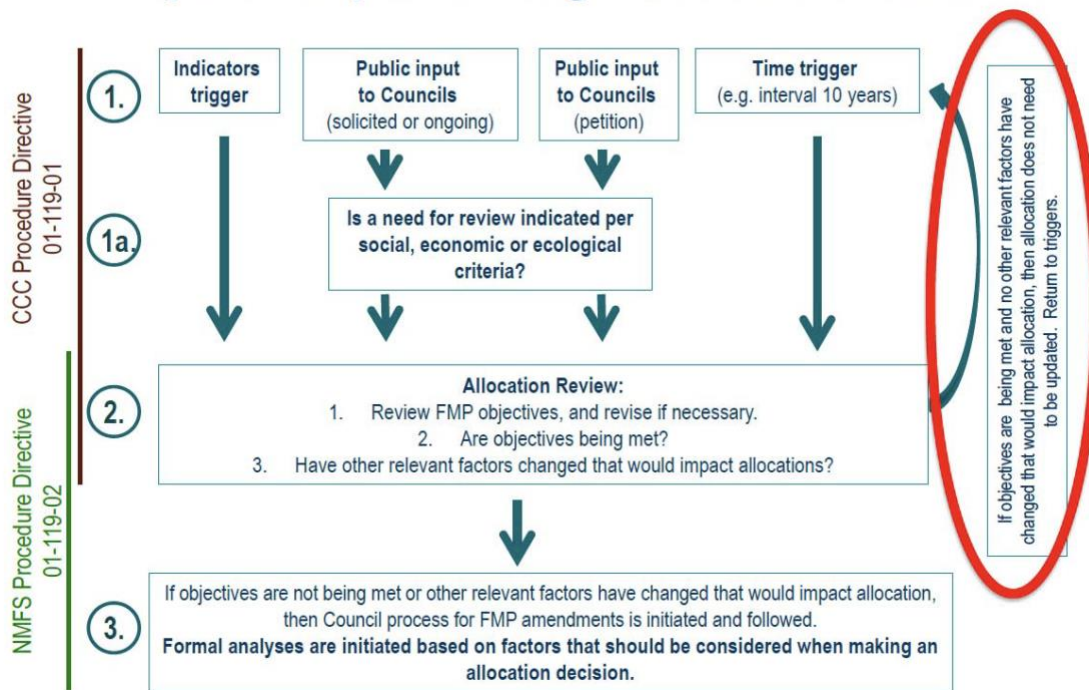 CCC Procedure Directive
01-119-01
NMFS Procedure Directive
01-119-02
1.
Indicators
trigger
Public input
to Councils
(solicited or ongoing)
Public input
to Councils
(petition)
Time trigger
(e.g. interval 10 years)
1a.
Is a need for review indicated per
social, economic or ecological
criteria?
2.
Allocation Review:
1. Review FMP objectives, and revise if necessary.
2. Are objectives being met?
3. Have other relevant factors changed that would impact allocations?
3.
If objectives are not being met or other relevant factors have changed that would impact allocation,
then Council process for FMP amendments is initiated and followed.
Formal analyses are initiated based on factors that should be considered when making an
allocation decision.
If objectives are being met and no other relevant factors have
changed that would impact allocation, then allocation does not need
to be updated. Return to triggers.